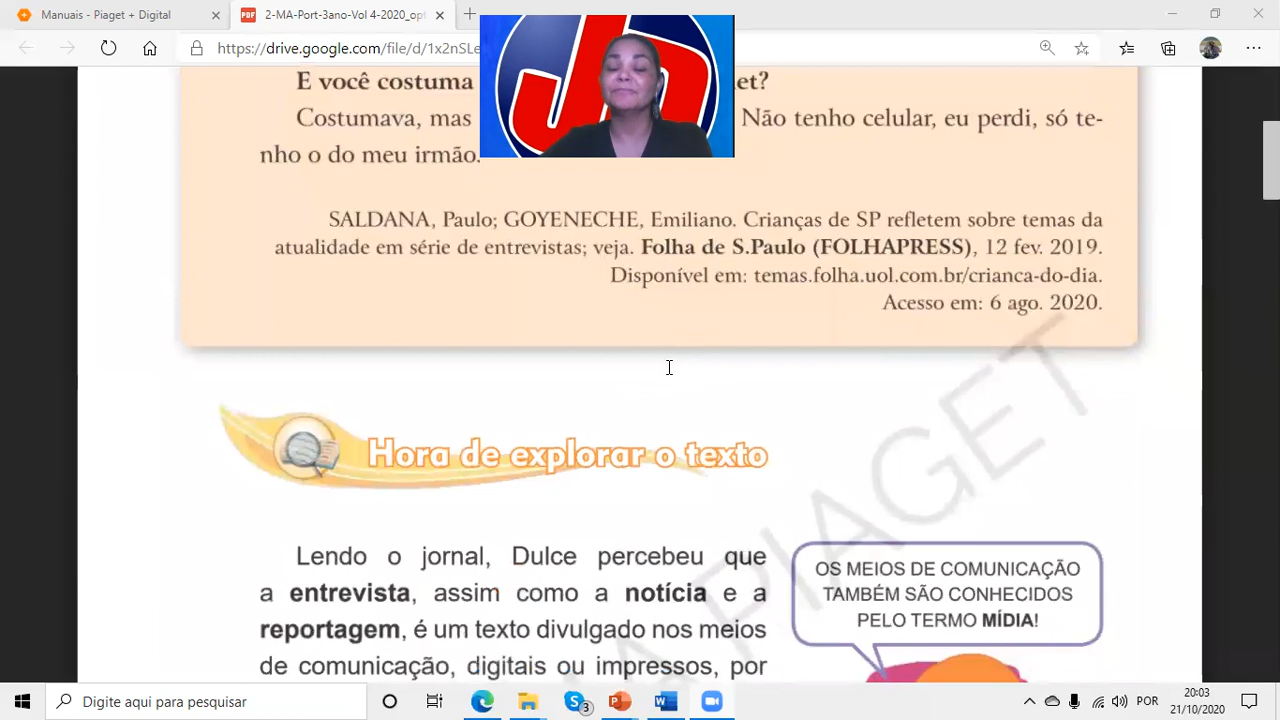 Manuais - Piaget + Digital
PDF
2-MA-Port-3ano-Vol 4-2020_opt
https://drive.google.com/file/d/1x2nSLe
Jh
E você costuma et?
Costumava, mas Não tenho celular, eu perdi, só te-
nho o do meu irmão.
SALDANA, Paulo; GOYENECHE, Emiliano. Crianças de SP refletem sobre temas da
atualidade em série de entrevistas; veja. Folha de S.Paulo (FOLHAPRESS), 12 fev. 2019.
Disponível em: temas.folha.uol.com.br/crianca-do-dia.
Acesso em: 6 ago. 2020.
Hora de explorar o texto
Lendo o jornal, Dulce percebeu que
a entrevista, assim como a notícia e a
reportagem, é um texto divulgado nos meios
de comunicação, digitais ou impressos, por
OS MEIOS DE COMUNICAÇÃO
TAMBÉM SÃO CONHECIDOS
PELO TERMO MÍDIA!
A PIAGET
Digite aqui para pesquisar
3
POR
20:03
21/10/2020